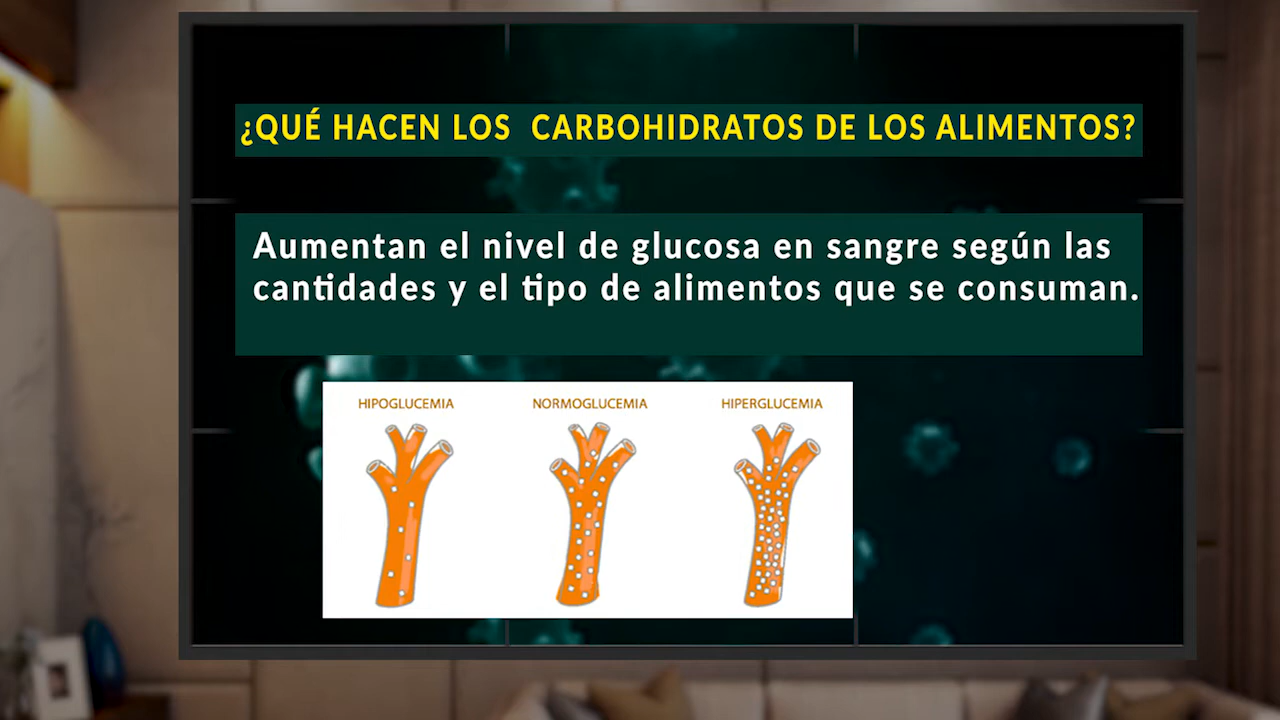 ¿QUÉ HACEN LOS CARBOHIDRATOS DE LOS ALIMENTOS?
Aumentan el nivel de glucosa en sangre según las
cantidades y el tipo de alimentos que se consuman.
HIPOGLUCEMIA NORMOGLUCEMIA HIPERGLUCEMIA